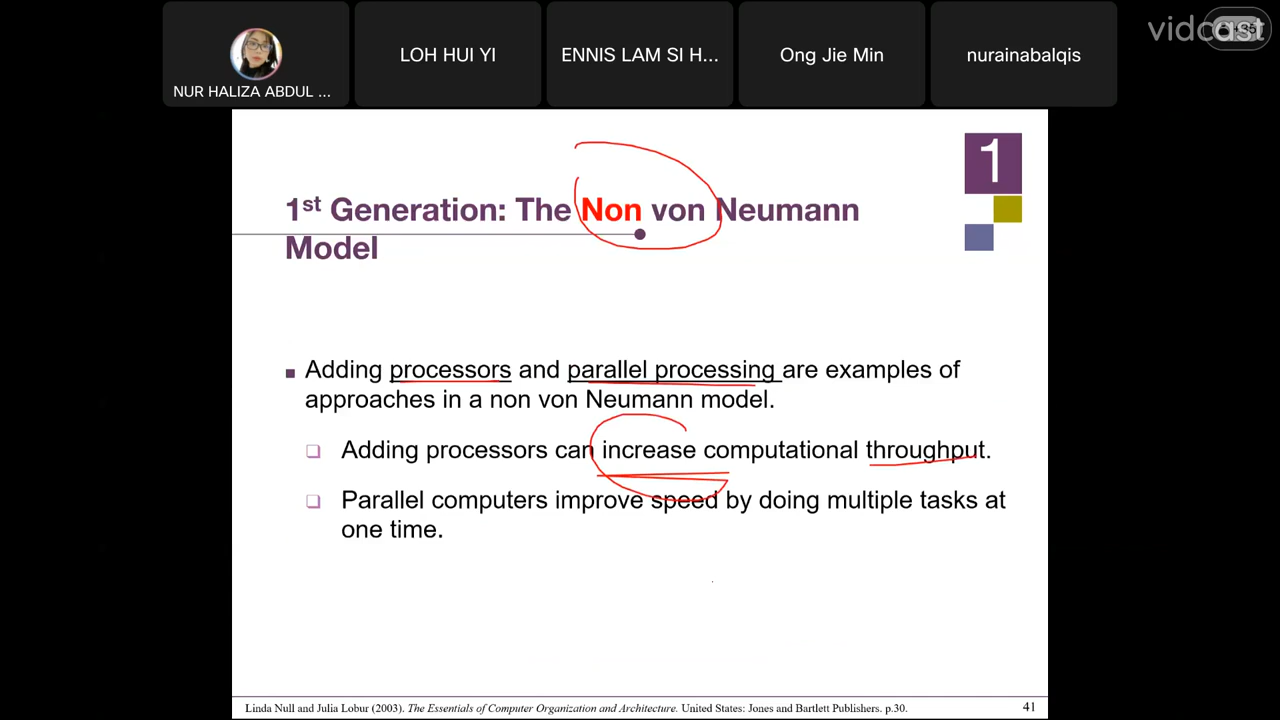 vidcast
NUR HALIZA ABDUL ...
LOH HUI YI
ENNIS LAM SI H...
Ong Jie Min
nurainabalqis
1
1st Generation: The Non von Neumann
Model
■ Adding processors and parallel processing are examples of
approaches in a non von Neumann model.
❑ Adding processors can increase computational throughput.
❑ Parallel computers improve speed by doing multiple tasks at
one time.
Linda Null and Julia Lobur (2003). The Essentials of Computer Organization and Architecture. United States: Jones and Bartlett Publishers. p.30.
41